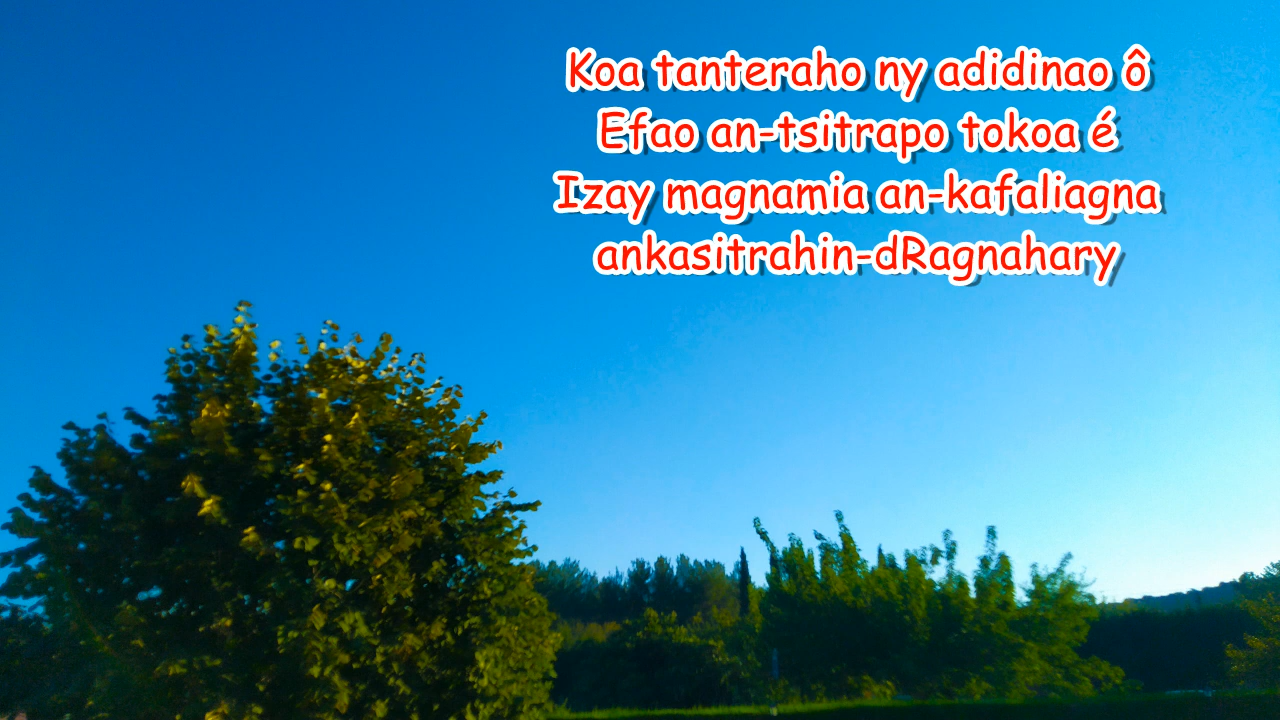 Koa tanteraho ny adidinao ô
Efao an-tsitrapo tokoa é
Izay magnamia an-kafaliagna
ankasitrahin-dRagnahary